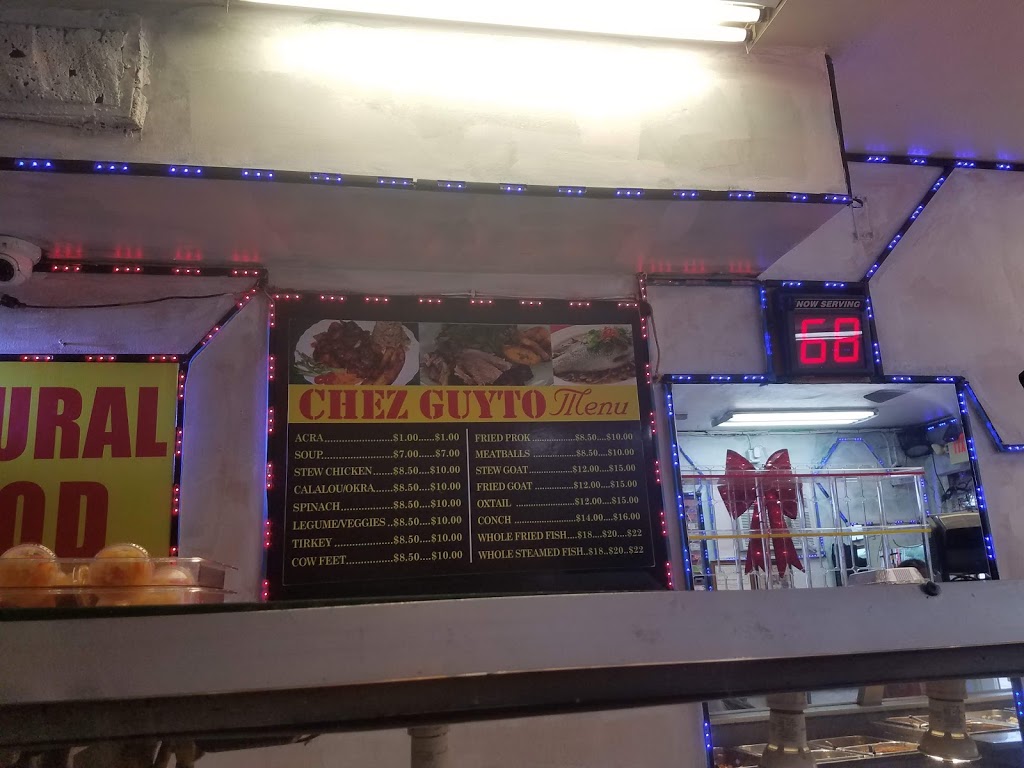 NOW SERVING
68
CHEZ GUYTO Menu
ACRA.......................$1.00......$1.00
SOUP.......................$7.00......$7.00
STEW CHICKEN......$8.50....$10.00
CALALOU/OKRA......$8.50....$10.00
SPINACH...................$8.50....$10.00
LEGUME/VEGGIES..$8.50....$10.00
TIRKEY....................$8.50....$10.00
COW FEET................$8.50....$10.00
FRIED PROK..............$8.50....$10.00
MEATBALLS...............$8.50....$10.00
STEW GOAT..............$12.00....$15.00
FRIED GOAT.............$12.00....$15.00
OXTAIL....................$12.00....$15.00
CONCH.....................$14.00....$16.00
WHOLE FRIED FISH....$18....$20....$22
WHOLE STEAMED FISH..$18..$20..$22
URAL
OD